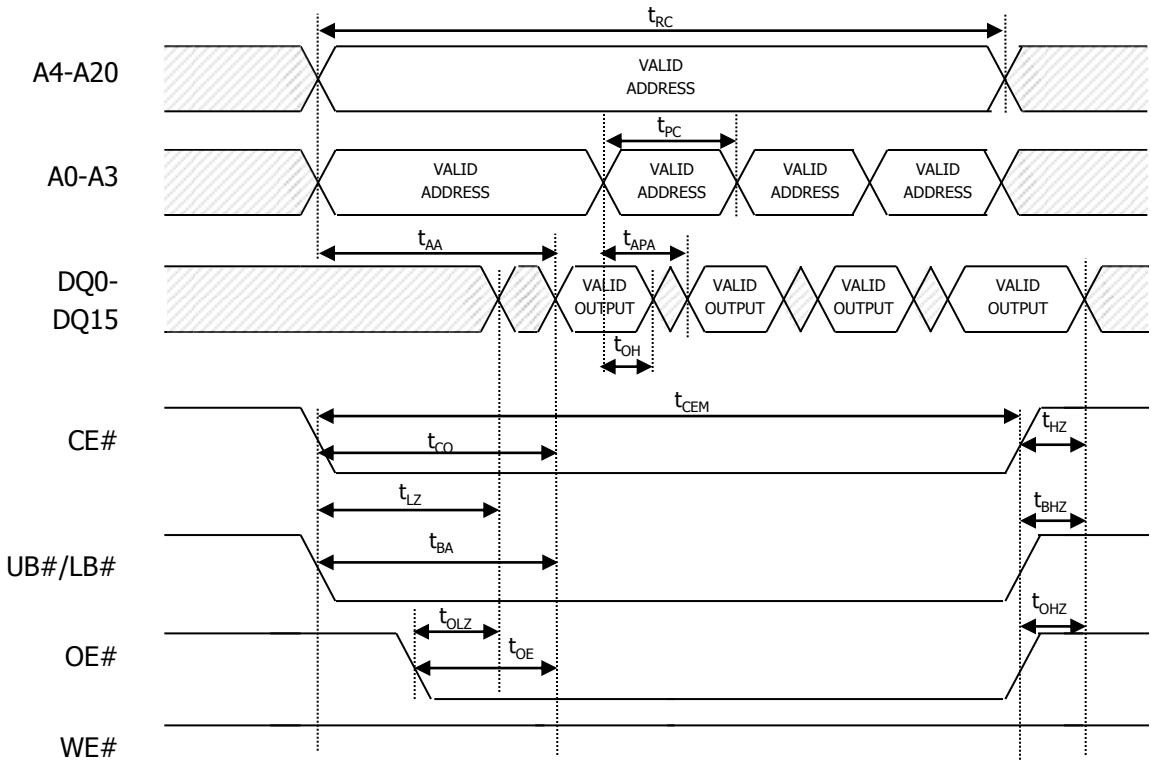 tRC
A4-A20
VALID
ADDRESS
tPC
A0-A3
VALID
ADDRESS
VALID
ADDRESS
VALID
ADDRESS
VALID
ADDRESS
tAA
tAPA
DQ0-
DQ15
VALID
OUTPUT
VALID
OUTPUT
VALID
OUTPUT
VALID
OUTPUT
tOH
tCEM
CE#
tCO
tHZ
tLZ
tBHZ
UB#/LB#
tBA
tOLZ
tOHZ
OE#
tOE
WE#